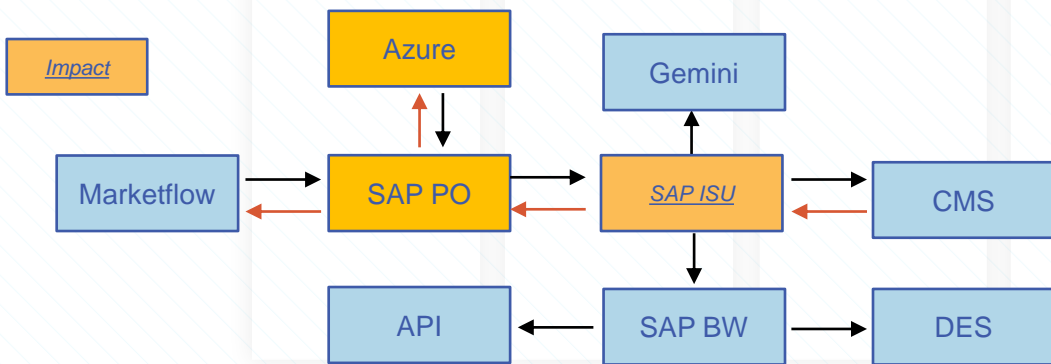 Azure
Gemini
Impact
Marketflow
SAP PO
SAP ISU
CMS
API
SAP BW
DES